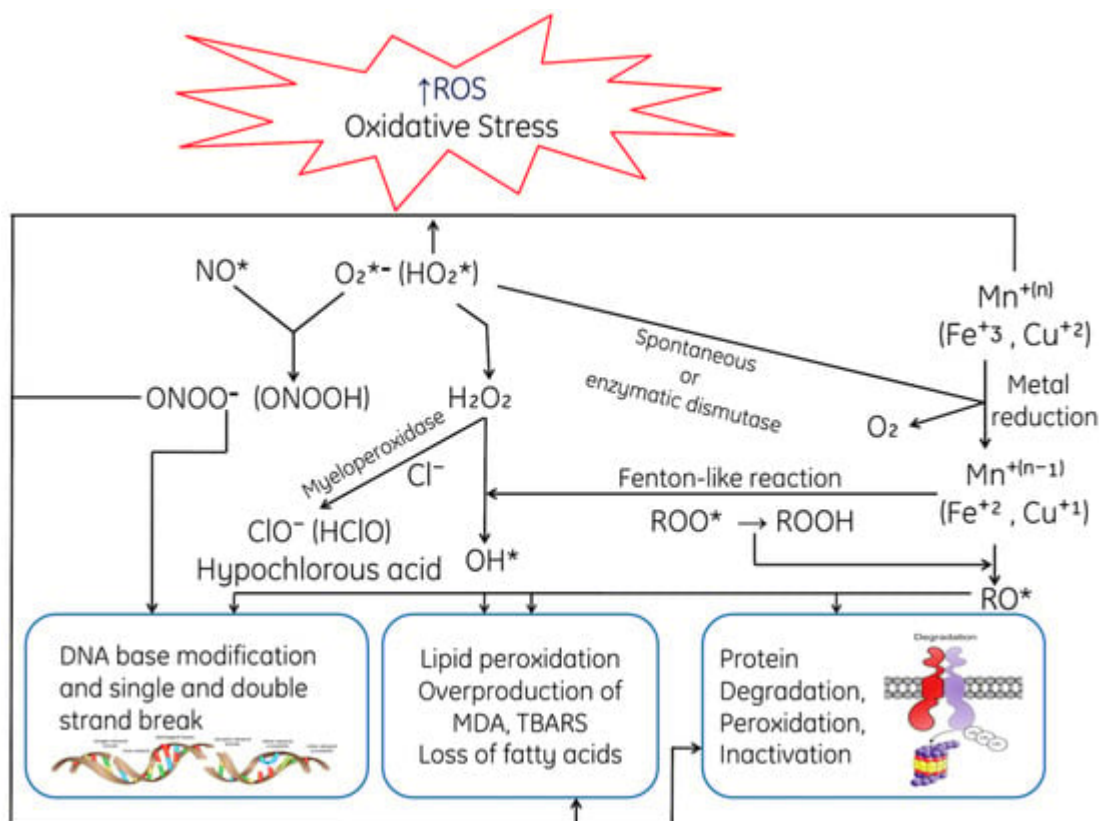 ↑ROS
Oxidative Stress
NO*
O₂*⁻ (HO₂*)
Mn⁺⁽ⁿ⁾
(Fe⁺³ , Cu⁺²)
Spontaneous
or
enzymatic dismutase
Metal
reduction
ONOO⁻ (ONOOH)
H₂O₂
O₂
Myeloperoxidase
Cl⁻
Fenton-like reaction
Mn⁺⁽ⁿ⁻¹⁾
(Fe⁺² , Cu⁺¹)
ROO* → ROOH
ClO⁻ (HClO)
Hypochlorous acid
OH*
RO*
DNA base modification
and single and double
strand break
Lipid peroxidation
Overproduction of
MDA, TBARS
Loss of fatty acids
Degradation
Protein
Degradation,
Peroxidation,
Inactivation